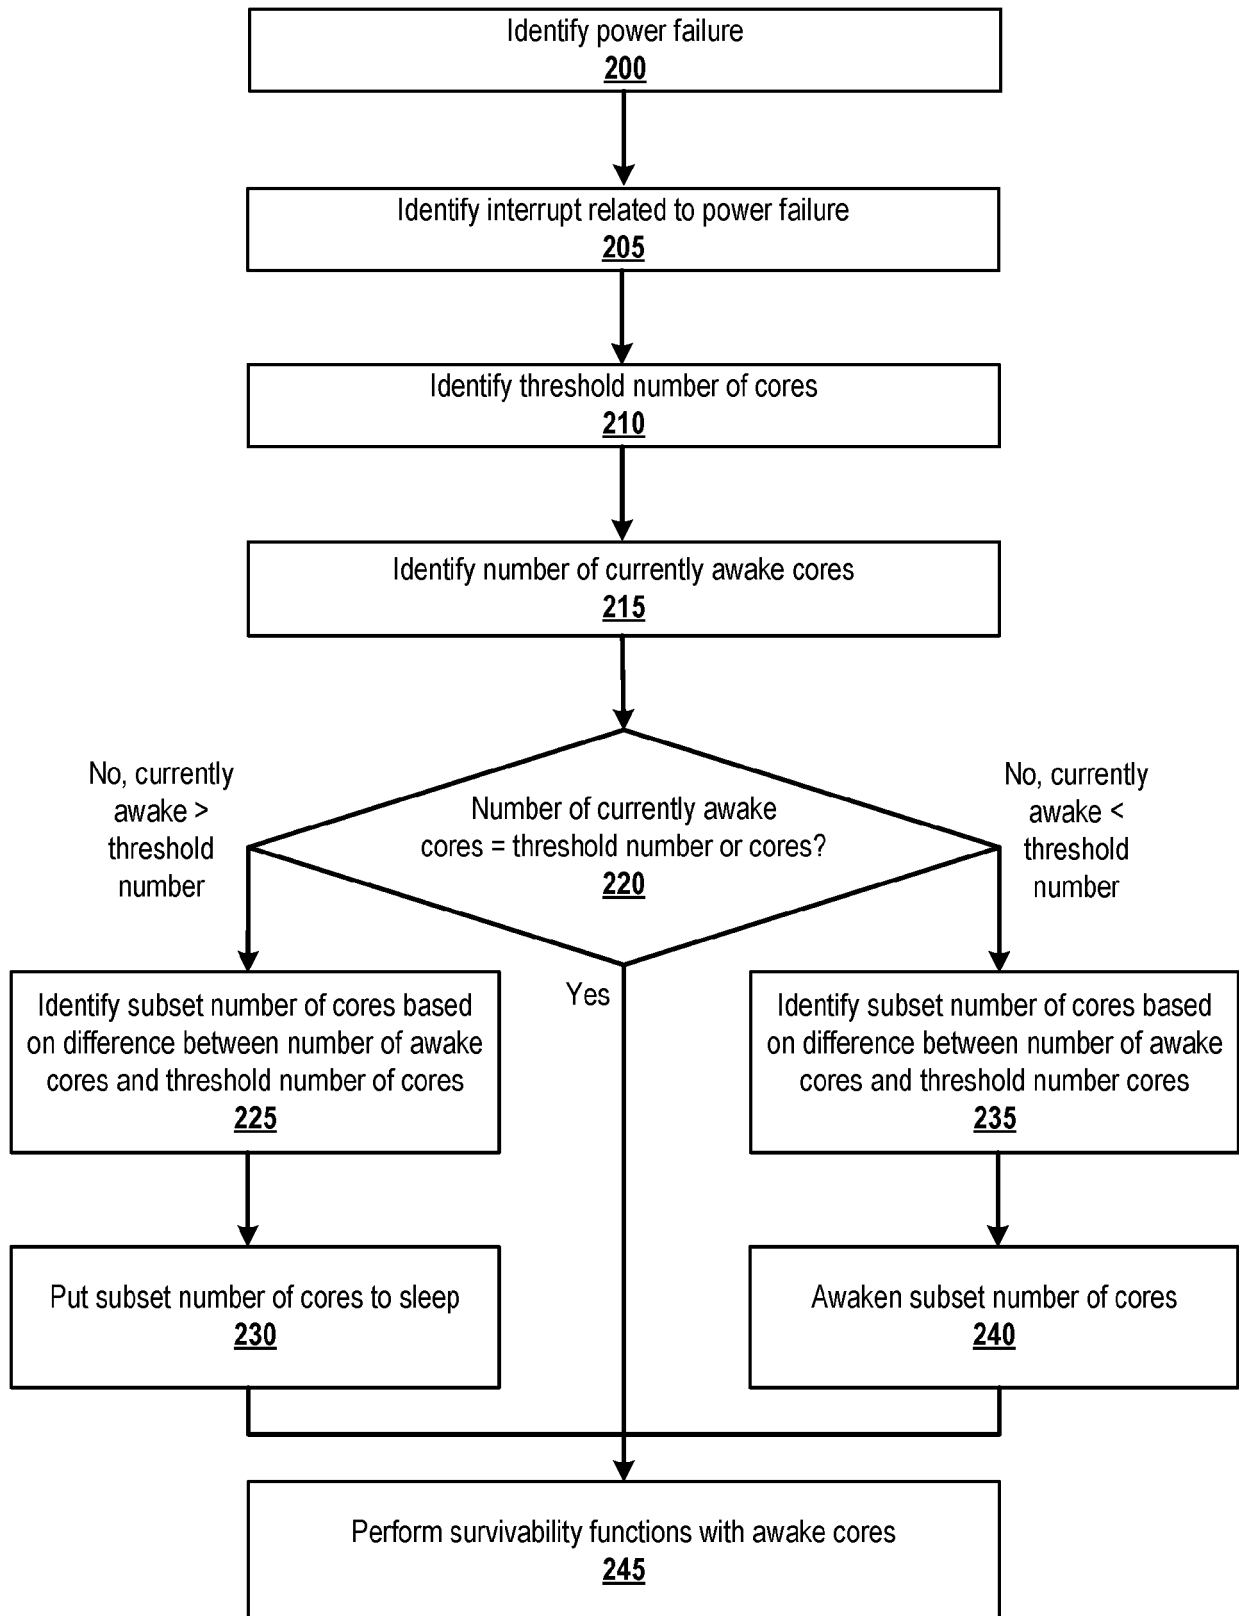 Identify power failure
200
Identify interrupt related to power failure
205
Identify threshold number of cores
210
Identify number of currently awake cores
215
No, currently
awake >
threshold
number
Number of currently awake
cores = threshold number or cores?
220
No, currently
awake <
threshold
number
Yes
Identify subset number of cores based
on difference between number of awake
cores and threshold number of cores
225
Identify subset number of cores based
on difference between number of awake
cores and threshold number cores
235
Put subset number of cores to sleep
230
Awaken subset number of cores
240
Perform survivability functions with awake cores
245